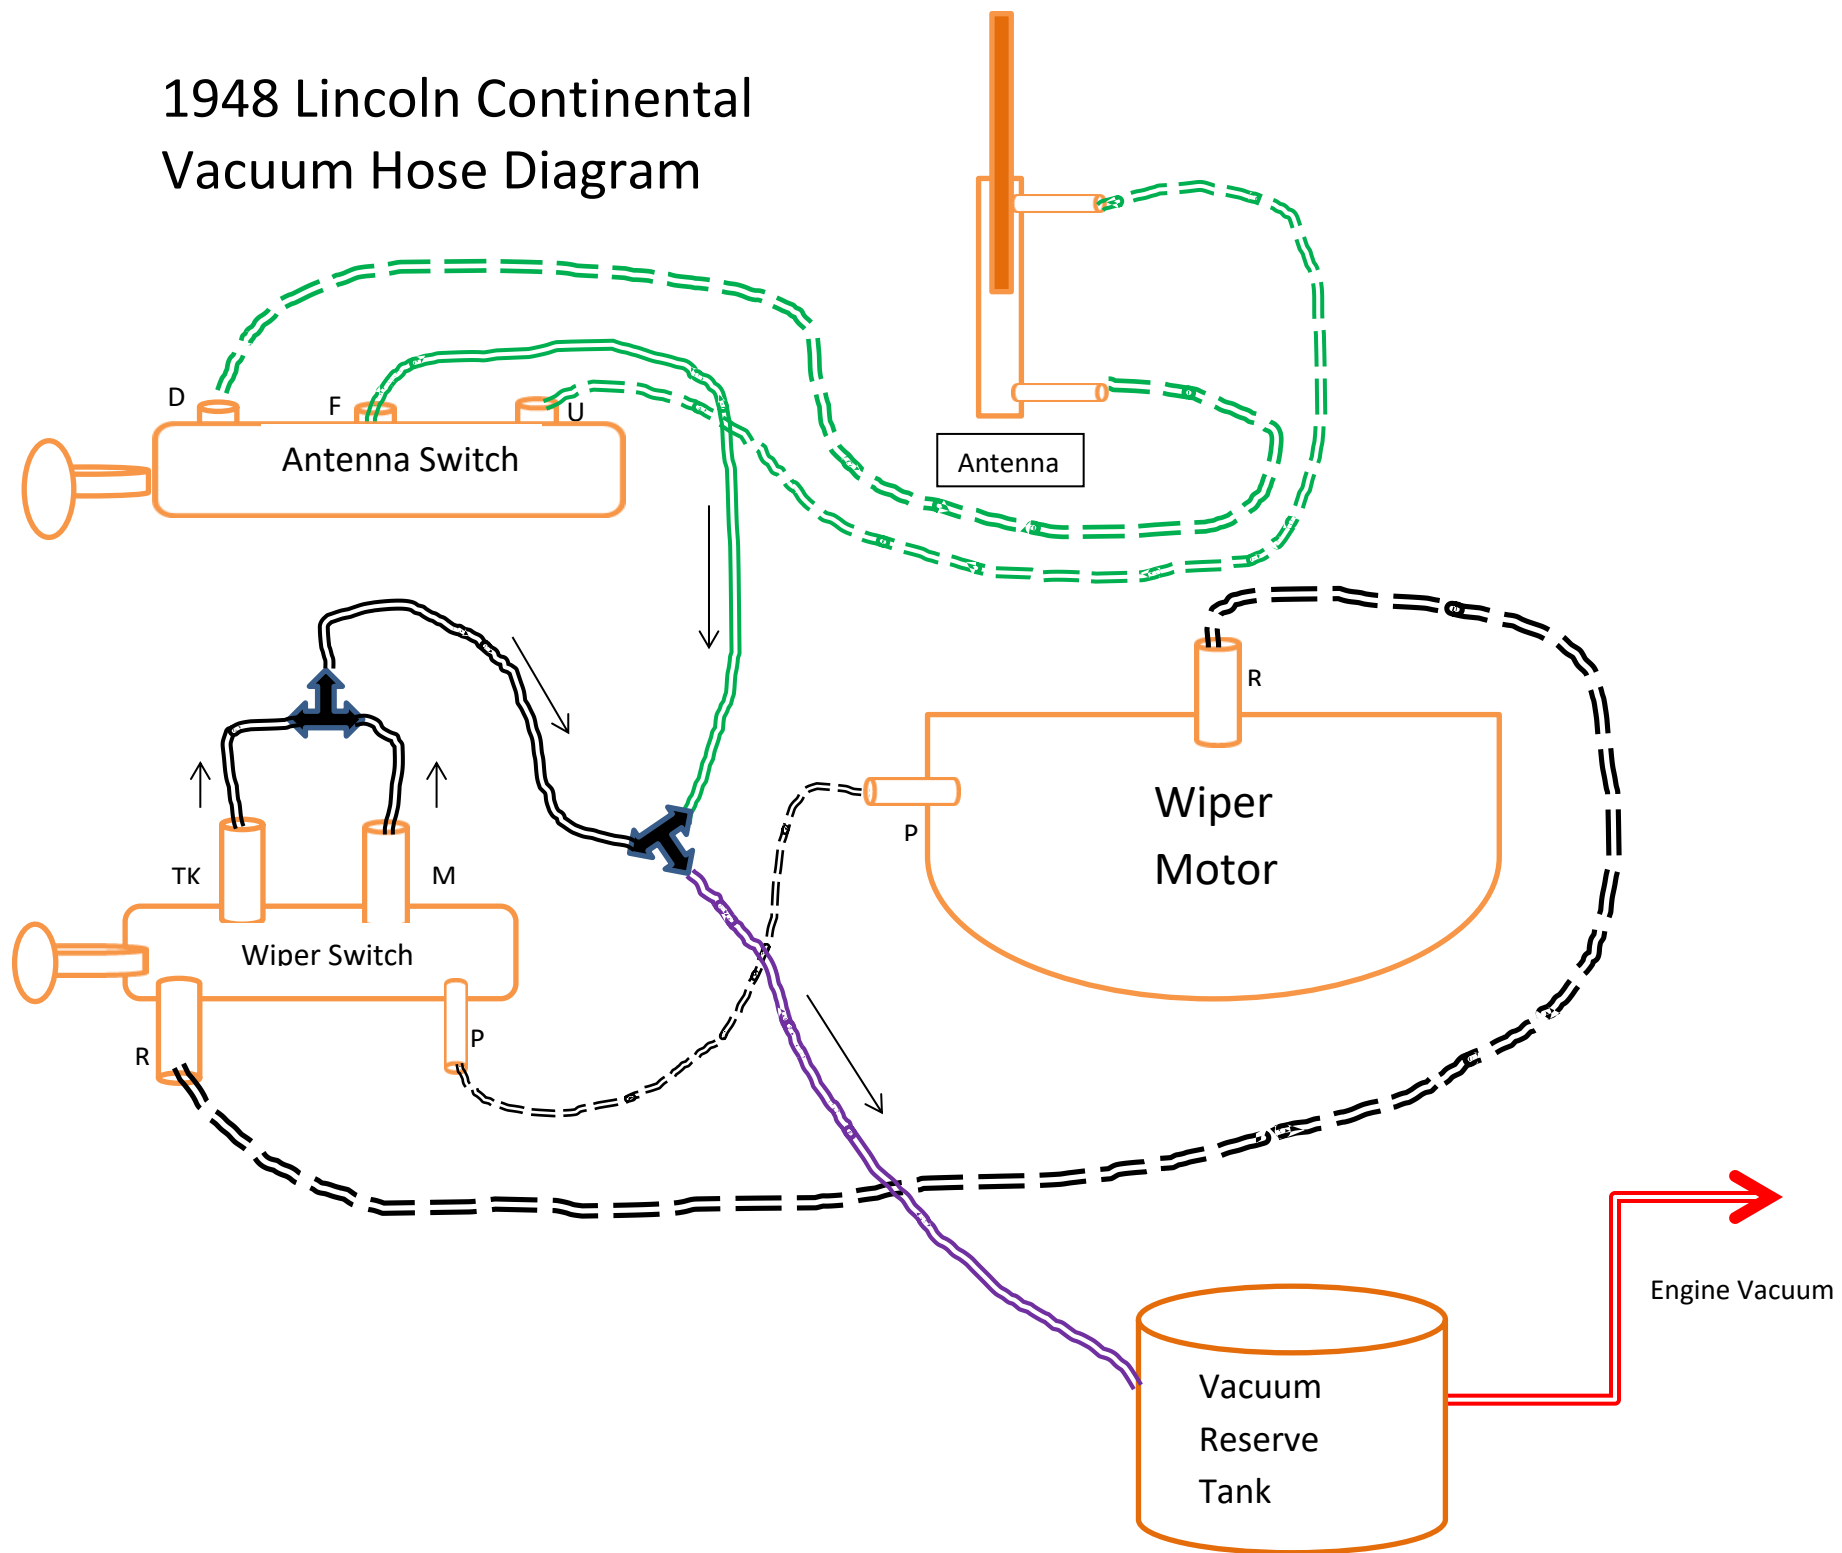 1948 Lincoln Continental
Vacuum Hose Diagram
D
F
U
Antenna Switch
Antenna
R
Wiper
Motor
P
TK
M
Wiper Switch
R
P
Engine Vacuum
Vacuum
Reserve
Tank